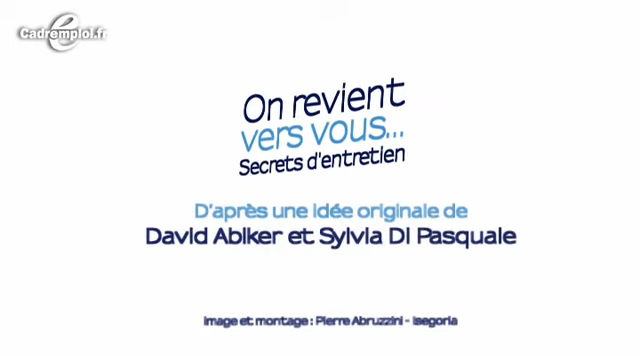 Cadremploi.fr
On revient
vers vous...
Secrets d'entretien
D'après une idée originale de
David Abiker et Sylvia Di Pasquale
Image et montage : Pierre Abruzzini - Isegoria